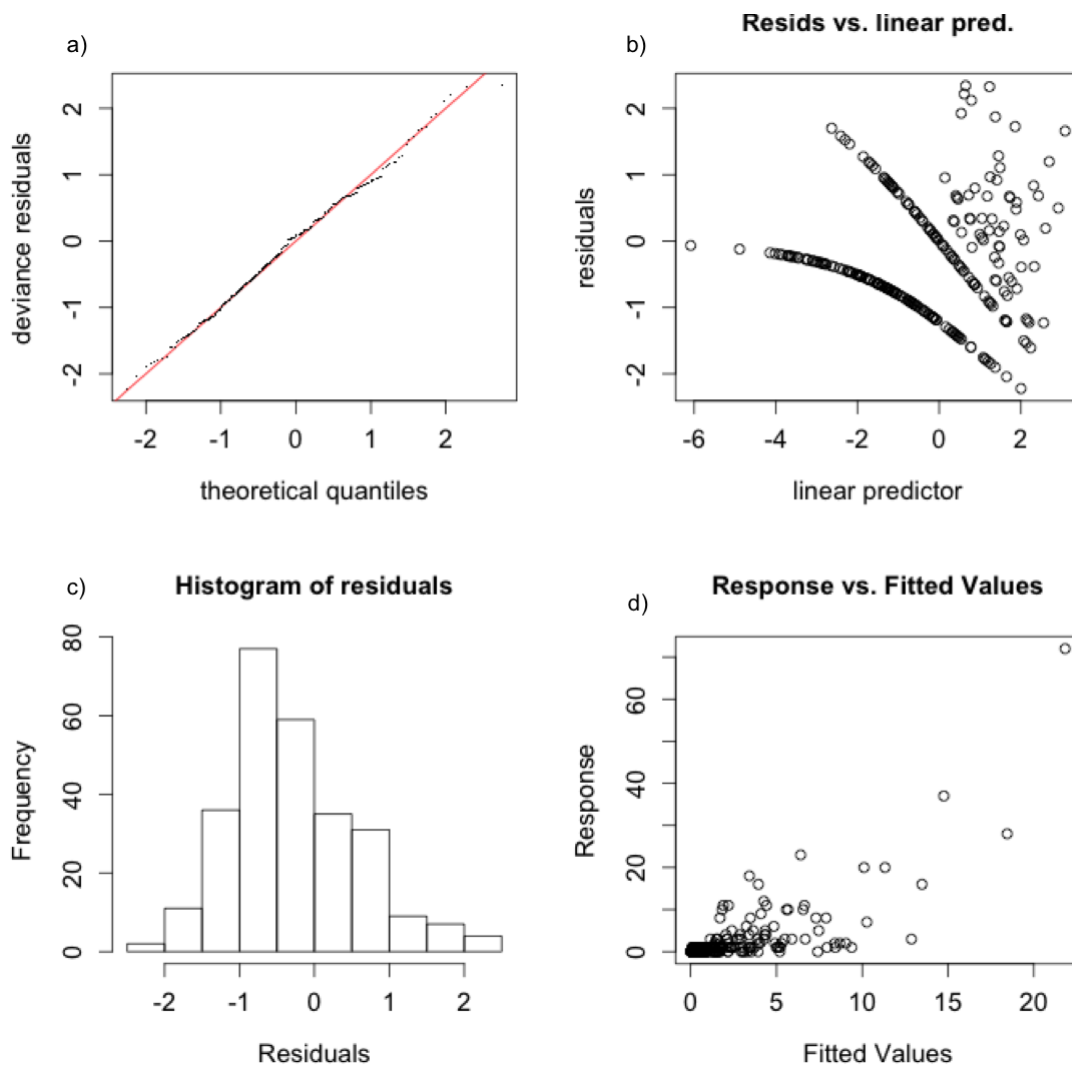 a)
2
1
0
-1
-2
deviance residuals
-2 -1 0 1 2
theoretical quantiles
Resids vs. linear pred.
b)
2
1
0
-1
-2
residuals
-6 -4 -2 0 2
linear predictor
c)
Histogram of residuals
80
60
40
20
0
Frequency
-2 -1 0 1 2
Residuals
Response vs. Fitted Values
d)
60
40
20
0
Response
0 5 10 15 20
Fitted Values